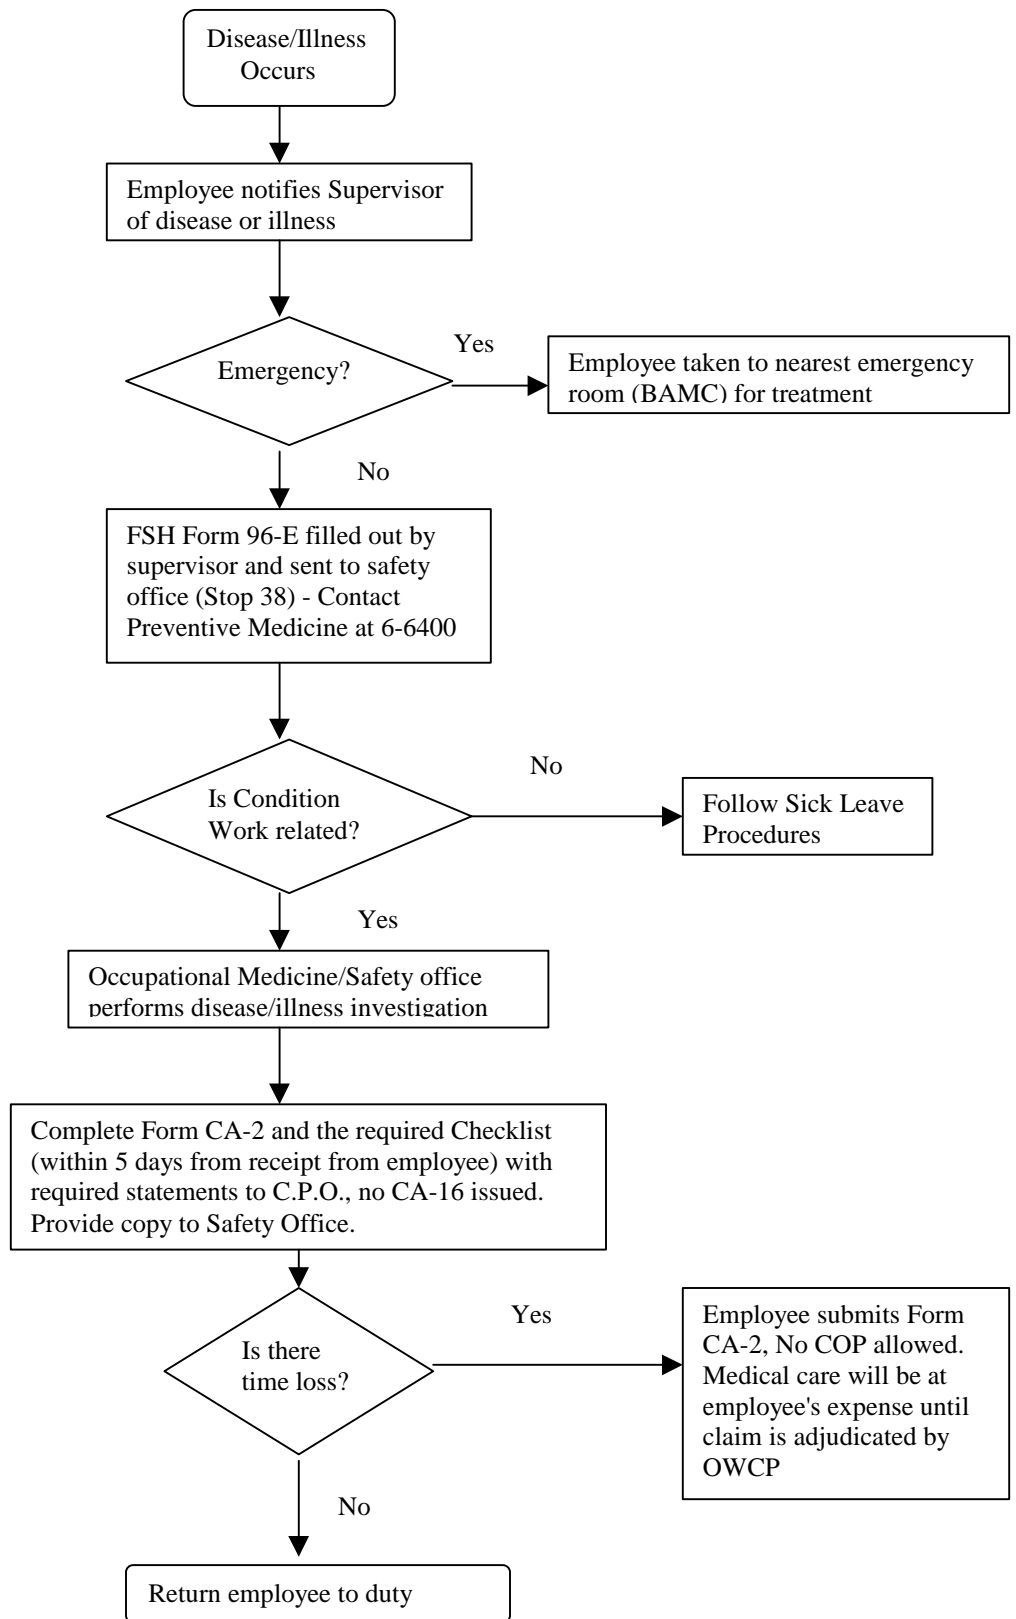 Disease/Illness
Occurs
Employee notifies Supervisor
of disease or illness
Emergency?
Yes
Employee taken to nearest emergency
room (BAMC) for treatment
No
FSH Form 96-E filled out by
supervisor and sent to safety
office (Stop 38) - Contact
Preventive Medicine at 6-6400
Is Condition
Work related?
No
Follow Sick Leave
Procedures
Yes
Occupational Medicine/Safety office
performs disease/illness investigation
Complete Form CA-2 and the required Checklist
(within 5 days from receipt from employee) with
required statements to C.P.O., no CA-16 issued.
Provide copy to Safety Office.
Is there
time loss?
Yes
Employee submits Form
CA-2, No COP allowed.
Medical care will be at
employee's expense until
claim is adjudicated by
OWCP
No
Return employee to duty